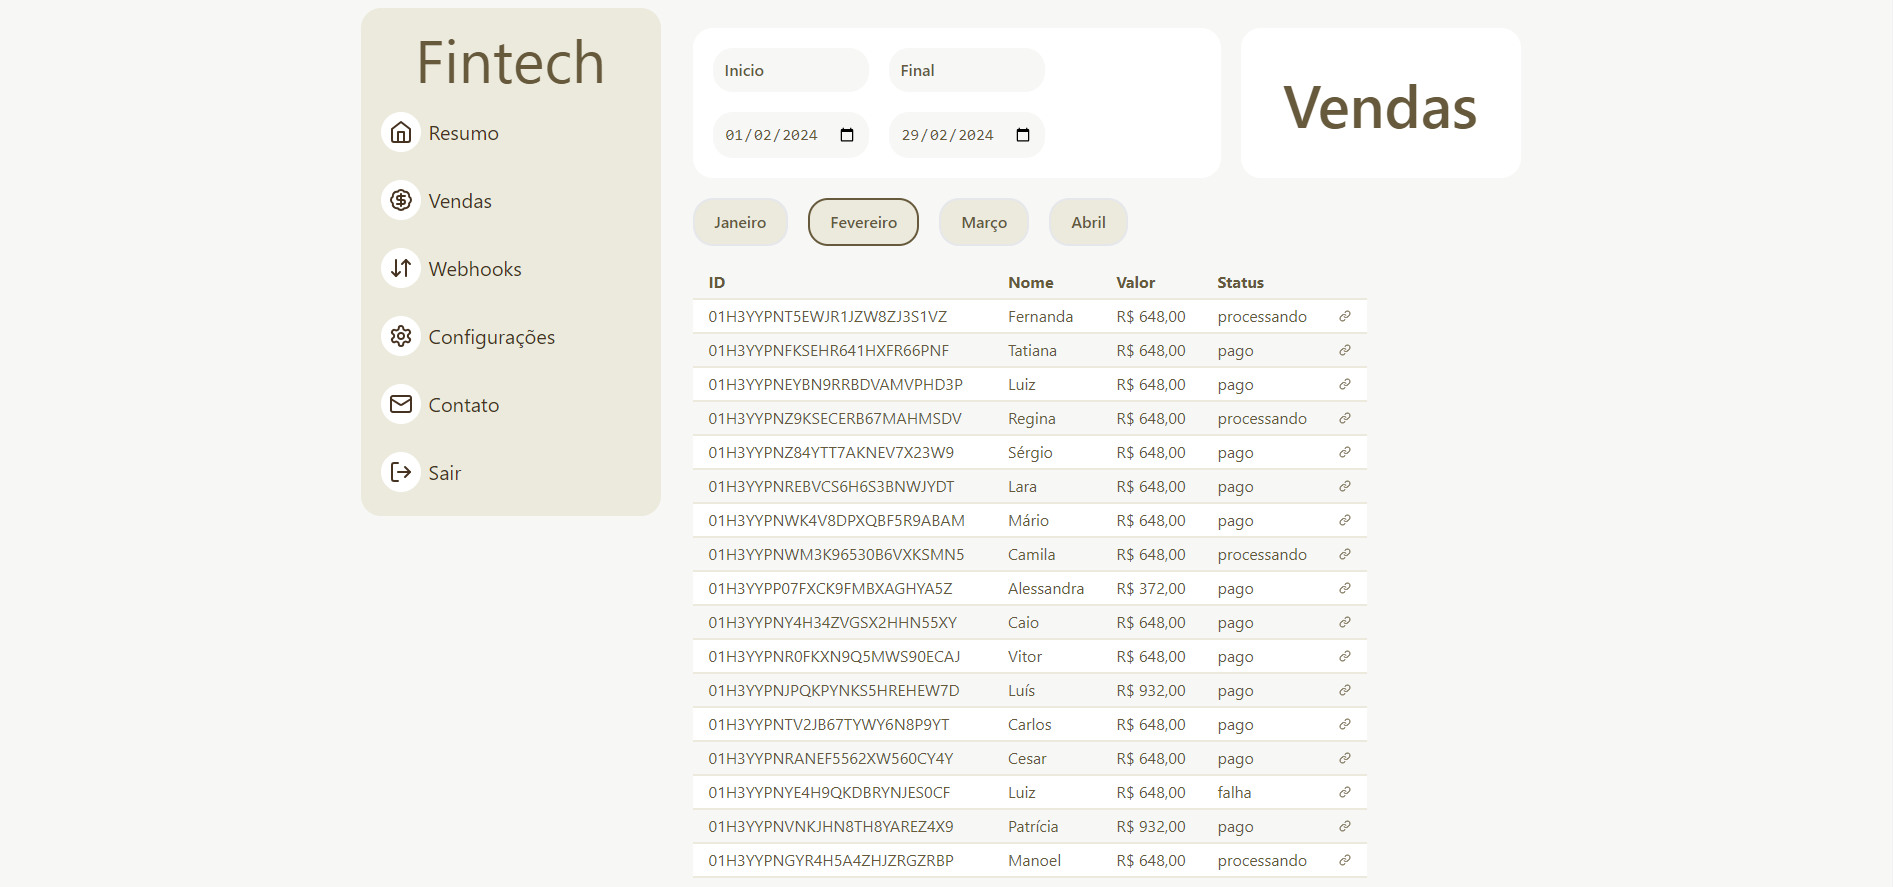 Fintech
Resumo
Vendas
Webhooks
Configurações
Contato
Sair
Inicio
Final
01/02/2024
29/02/2024
Vendas
Janeiro
Fevereiro
Março
Abril
ID Nome Valor Status
01H3YYPNT5EWJR1JZW8ZJ3S1VZ Fernanda R$ 648,00 processando
01H3YYPNFKSEHR641HXFR66PNF Tatiana R$ 648,00 pago
01H3YYPNEYBN9RRBDVAMVPHD3P Luiz R$ 648,00 pago
01H3YYPNZ9KSECERB67MAHMSDV Regina R$ 648,00 processando
01H3YYPNZ84YTT7AKNEV7X23W9 Sérgio R$ 648,00 pago
01H3YYPNREBVCS6H6S3BNWJYDT Lara R$ 648,00 pago
01H3YYPNWK4V8DPXQBF5R9ABAM Mário R$ 648,00 pago
01H3YYPNWM3K96530B6VXKSMN5 Camila R$ 648,00 processando
01H3YYPP07FXCK9FMBXAGHYA5Z Alessandra R$ 372,00 pago
01H3YYPNY4H34ZVGSX2HHN55XY Caio R$ 648,00 pago
01H3YYPNR0FKXN9Q5MWS90ECAJ Vitor R$ 648,00 pago
01H3YYPNJPQKPYNKS5HREHEW7D Luís R$ 932,00 pago
01H3YYPNTV2JB67TYWY6N8P9YT Carlos R$ 648,00 pago
01H3YYPNRANEF5562XW560CY4Y Cesar R$ 648,00 pago
01H3YYPNYE4H9QKDBRYNJES0CF Luiz R$ 648,00 falha
01H3YYPNVNKJHN8TH8YAREZ4X9 Patrícia R$ 932,00 pago
01H3YYPNGYR4H5A4ZHJZRGZRBP Manoel R$ 648,00 processando